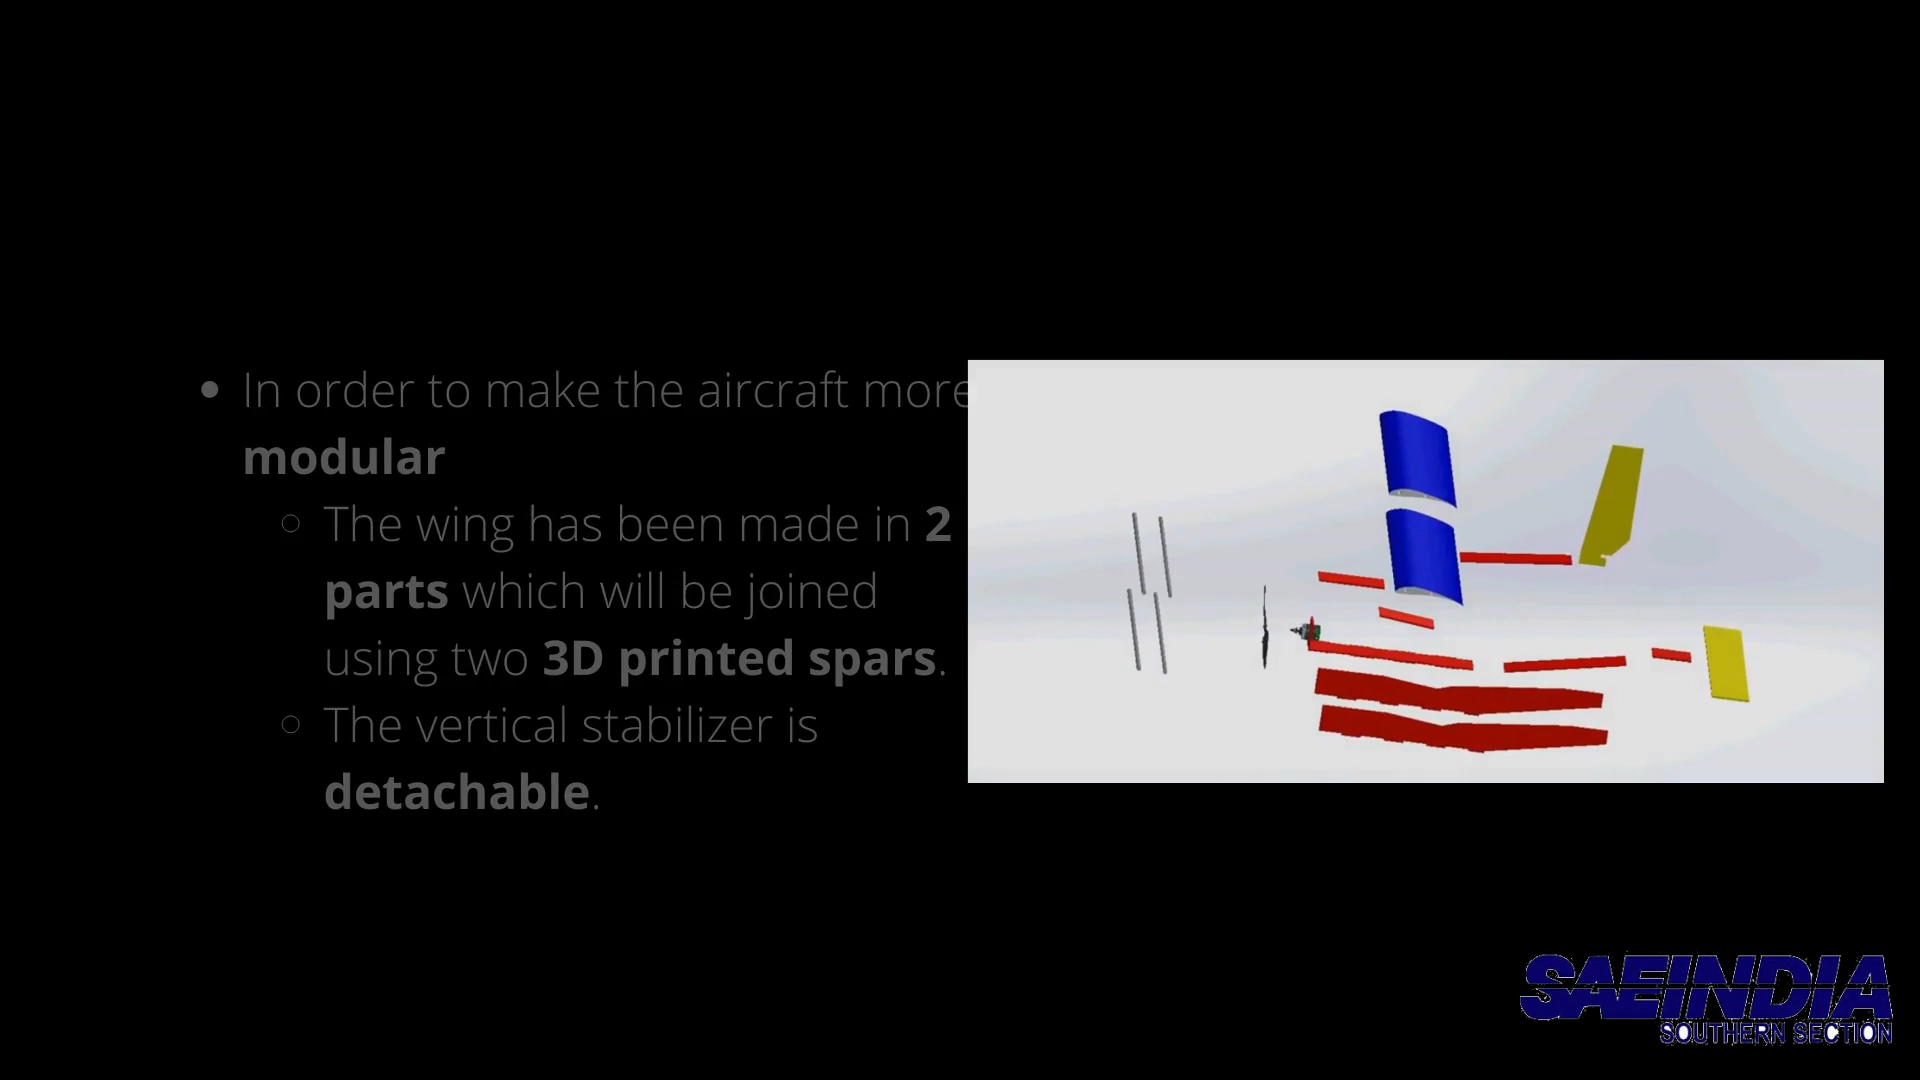 • In order to make the aircraft more
modular
○ The wing has been made in 2
parts which will be joined
using two 3D printed spars.
○ The vertical stabilizer is
detachable.
SAEINDIA
SOUTHERN SECTION